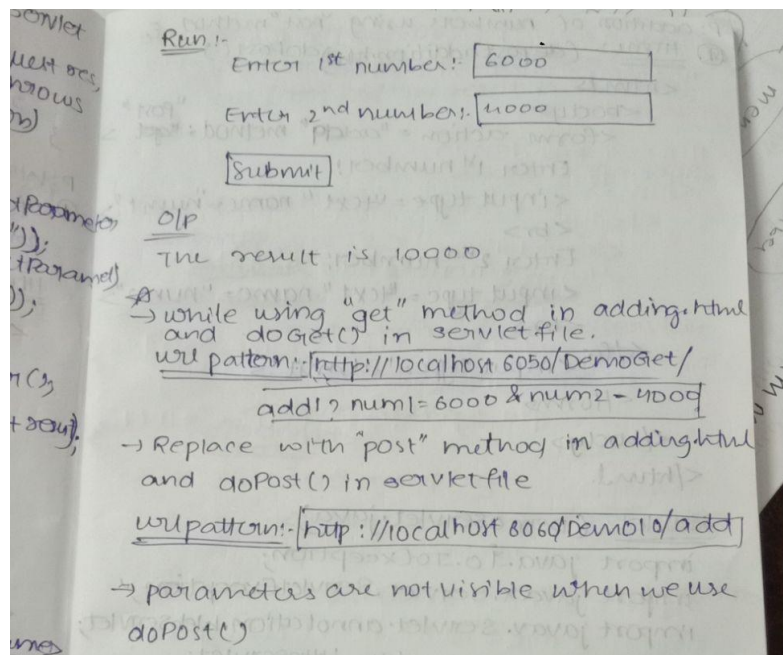 Run :-
Enter 1st number:- 6000
Enter 2nd number:- 4000
Submit
O/P
The result is 10000
→ while using "get" method in adding.html
and doGet() in servlet file.
url pattern:- http://localhost 6050/DemoGet/
add1? num1=6000 & num2=4000
→ Replace with "post" method in adding.html
and doPost() in servlet file
url pattern:- http://localhost 8060/Demo10/add
→ parameters are not visible when we use
doPost()